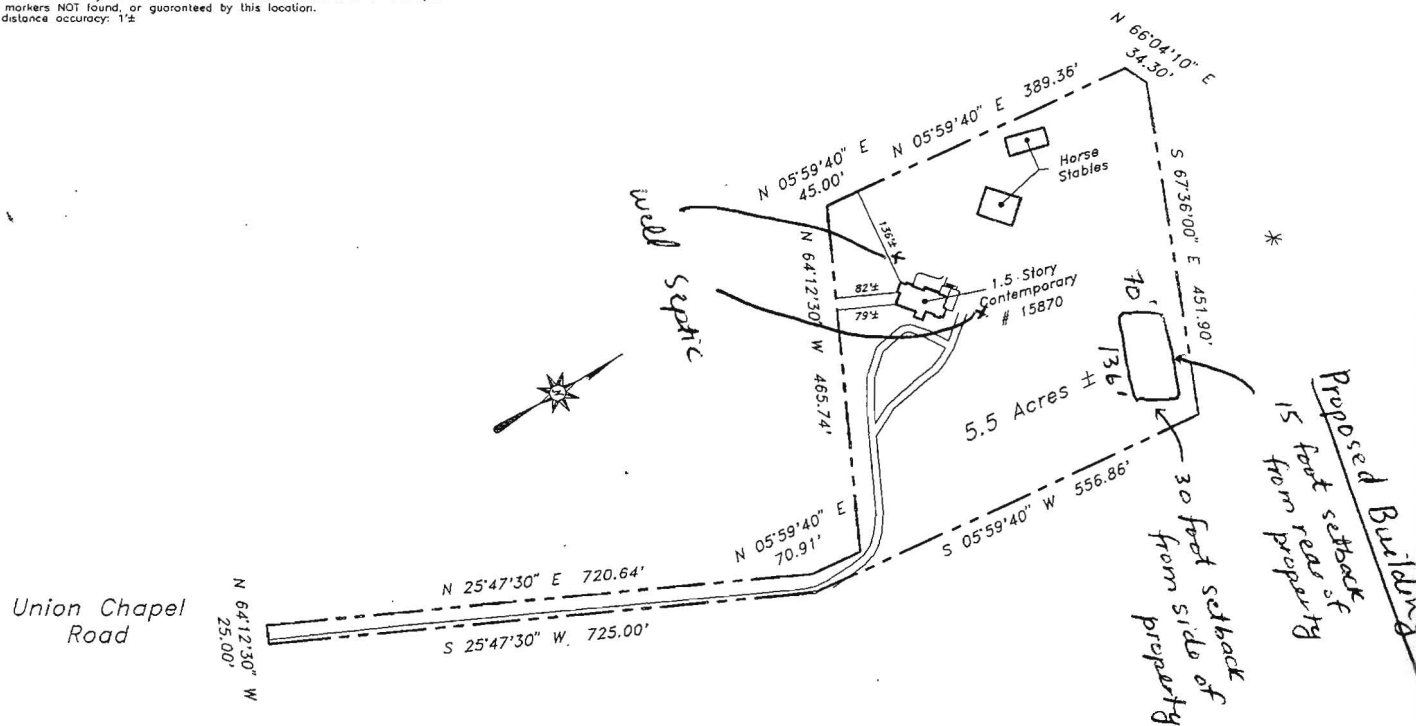 markers NOT found, or guaranteed by this location.
distance accuracy: 1'±
N 66°04'10" E
34.30'
N 05°59'40" E 389.36'
N 05°59'40" E
45.00'
Horse
Stables
S 67°36'00" E 451.90'
*
well
septic
136'±
N 64°12'30" W 465.74'
82'±
79'±
1.5 Story
Contemporary
# 15870
70'
136'
5.5 Acres ±
Proposed Building
15 foot setback
from rear of
property
30 foot setback
from side of
property
S 05°59'40" W 556.86'
N 05°59'40" E
70.91'
N 25°47'30" E 720.64'
S 25°47'30" W 725.00'
Union Chapel
Road
N 64°12'30" W
25.00'